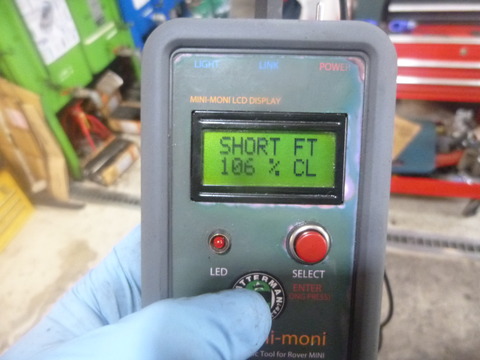 LIGHT LINK POWER
MINI-MONI LCD DISPLAY
SHORT FT
106 % CL
LED SELECT
ENTER
-moni
Tool for Rover MINI